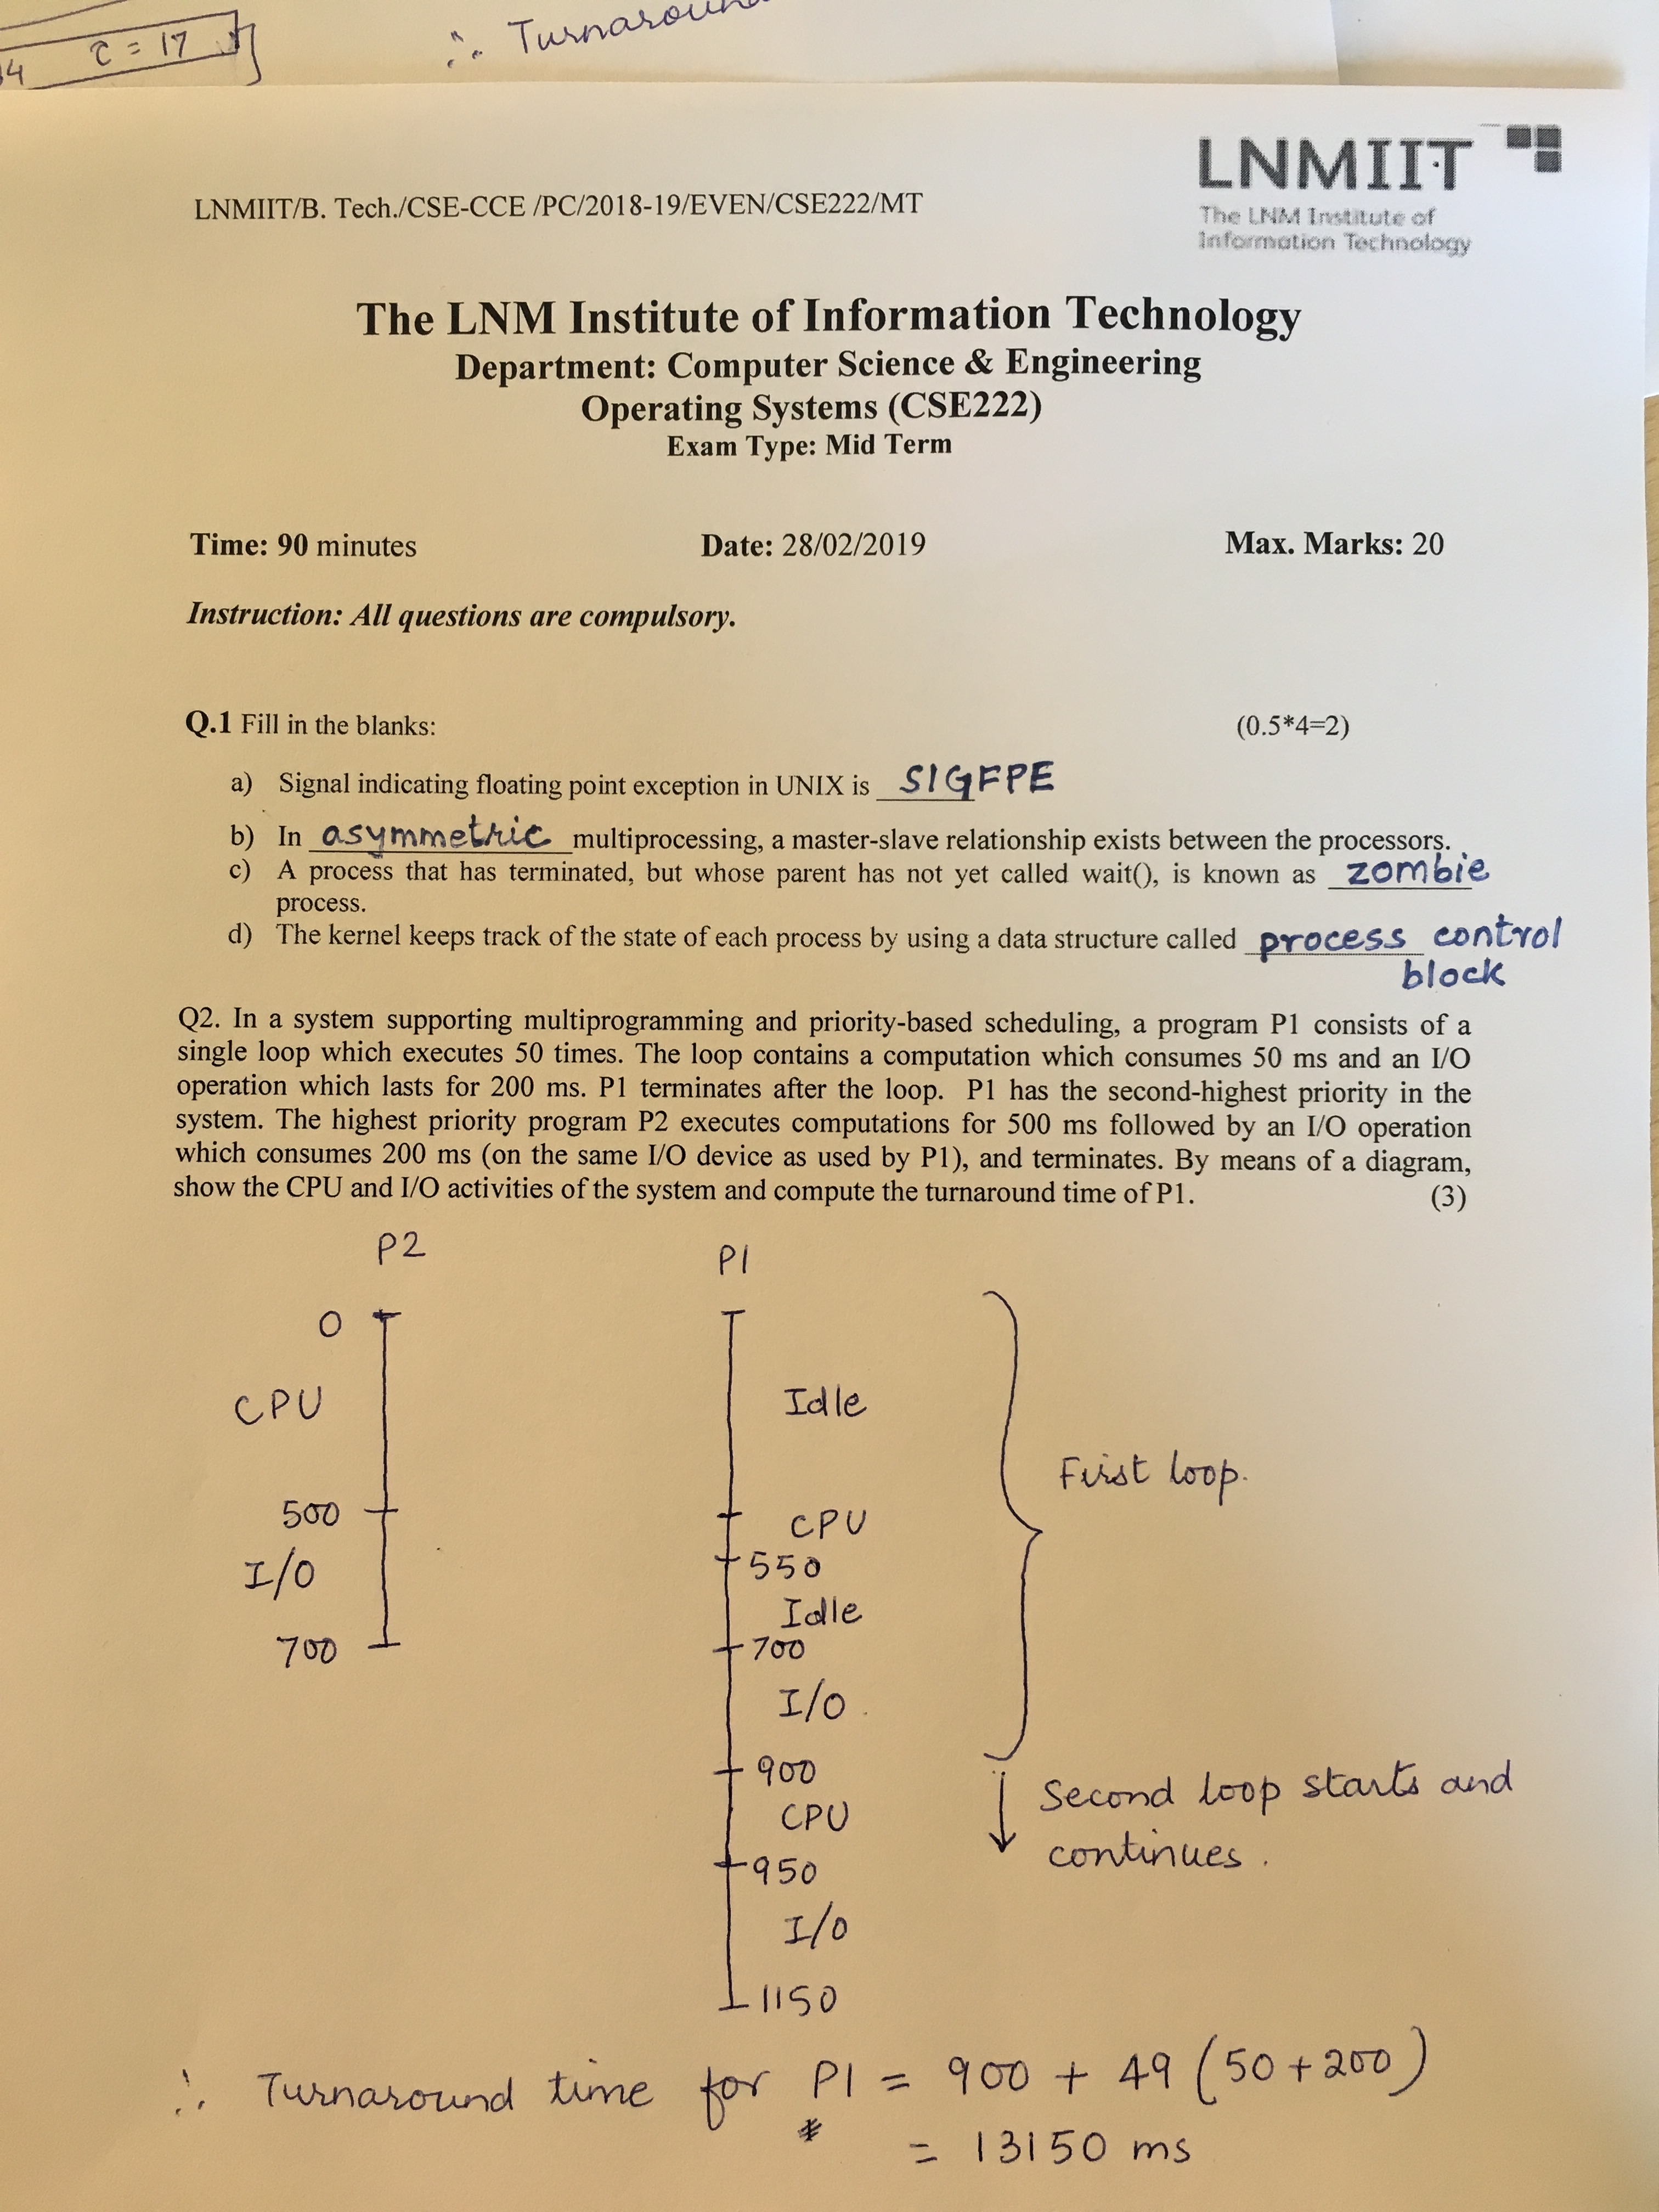 τ = 17
∴ Turnaround
LNMIIT
The LNM Institute of
Information Technology
LNMIIT/B. Tech./CSE-CCE /PC/2018-19/EVEN/CSE222/MT
The LNM Institute of Information Technology
Department: Computer Science & Engineering
Operating Systems (CSE222)
Exam Type: Mid Term
Time: 90 minutes Date: 28/02/2019 Max. Marks: 20
Instruction: All questions are compulsory.
Q.1 Fill in the blanks: (0.5*4=2)
a) Signal indicating floating point exception in UNIX is SIGFPE
b) In asymmetric multiprocessing, a master-slave relationship exists between the processors.
c) A process that has terminated, but whose parent has not yet called wait(), is known as zombie
process.
d) The kernel keeps track of the state of each process by using a data structure called process control
block
Q2. In a system supporting multiprogramming and priority-based scheduling, a program P1 consists of a
single loop which executes 50 times. The loop contains a computation which consumes 50 ms and an I/O
operation which lasts for 200 ms. P1 terminates after the loop. P1 has the second-highest priority in the
system. The highest priority program P2 executes computations for 500 ms followed by an I/O operation
which consumes 200 ms (on the same I/O device as used by P1), and terminates. By means of a diagram,
show the CPU and I/O activities of the system and compute the turnaround time of P1. (3)
P2 P1
0
CPU Idle
First loop.
500 CPU
550
I/O Idle
700 700
I/O
900
Second loop starts and
CPU
continues.
950
I/O
1150
∴ Turnaround time for P1 = 900 + 49 (50+200)
= 13150 ms